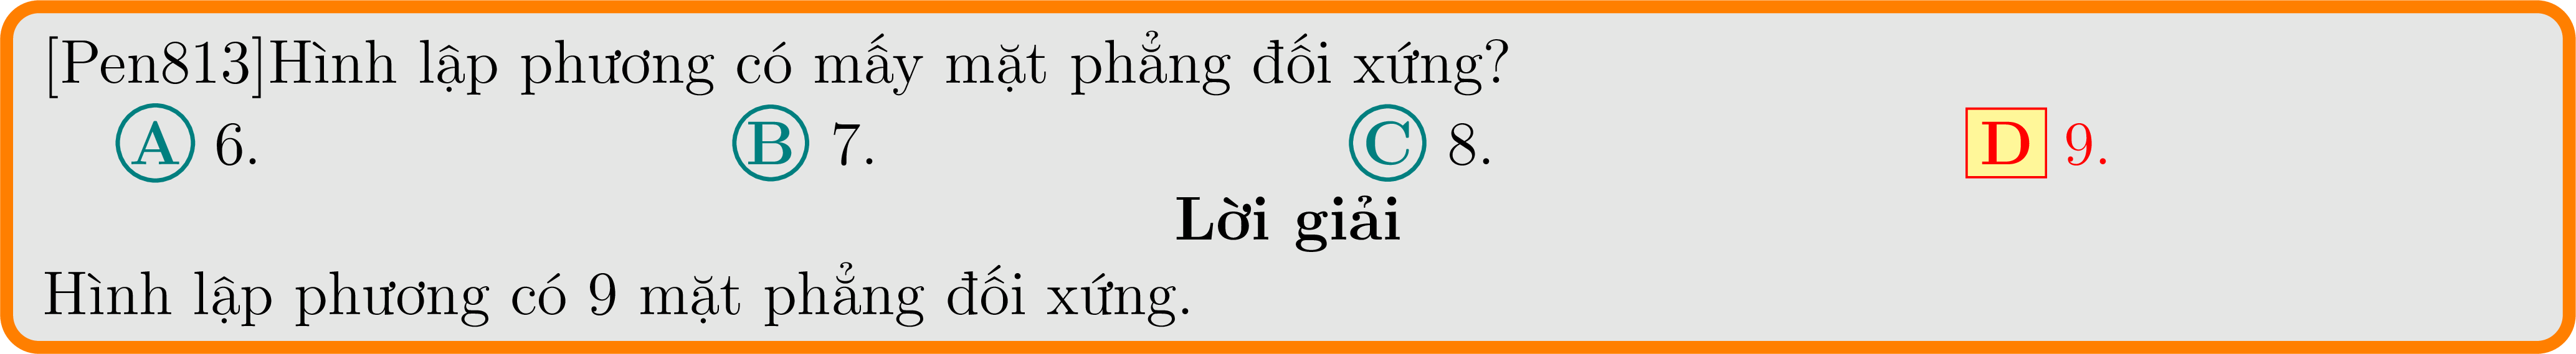 [Pen813]Hình lập phương có mấy mặt phẳng đối xứng?
A 6. B 7. C 8. D 9.
Lời giải
Hình lập phương có 9 mặt phẳng đối xứng.